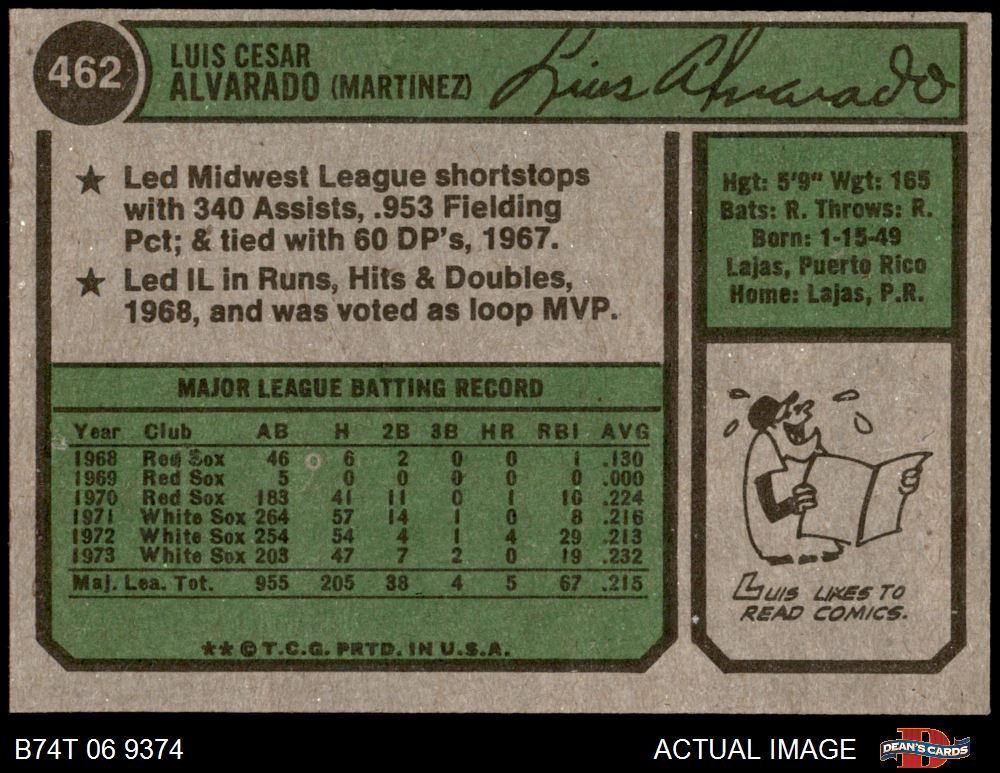 462
LUIS CESAR
ALVARADO (MARTINEZ)
Luis Alvarado
★ Led Midwest League shortstops
with 340 Assists, .953 Fielding
Pct; & tied with 60 DP's, 1967.
★ Led IL in Runs, Hits & Doubles,
1968, and was voted as loop MVP.
Hgt: 5'9" Wgt: 165
Bats: R. Throws: R.
Born: 1-15-49
Lajas, Puerto Rico
Home: Lajas, P.R.
MAJOR LEAGUE BATTING RECORD
Year Club AB H 2B 3B HR RBI AVG
1968 Red Sox 46 6 2 0 0 1 .130
1969 Red Sox 5 0 0 0 0 0 .000
1970 Red Sox 183 41 11 0 1 10 .224
1971 White Sox 264 57 14 1 0 8 .216
1972 White Sox 254 54 4 1 4 29 .213
1973 White Sox 203 47 7 2 0 19 .232
Maj. Lea. Tot. 955 205 38 4 5 67 .215
★★ © T.C.G. PRTD. IN U.S.A.
LUIS LIKES TO
READ COMICS.
B74T 06 9374
ACTUAL IMAGE
DEAN'S CARDS